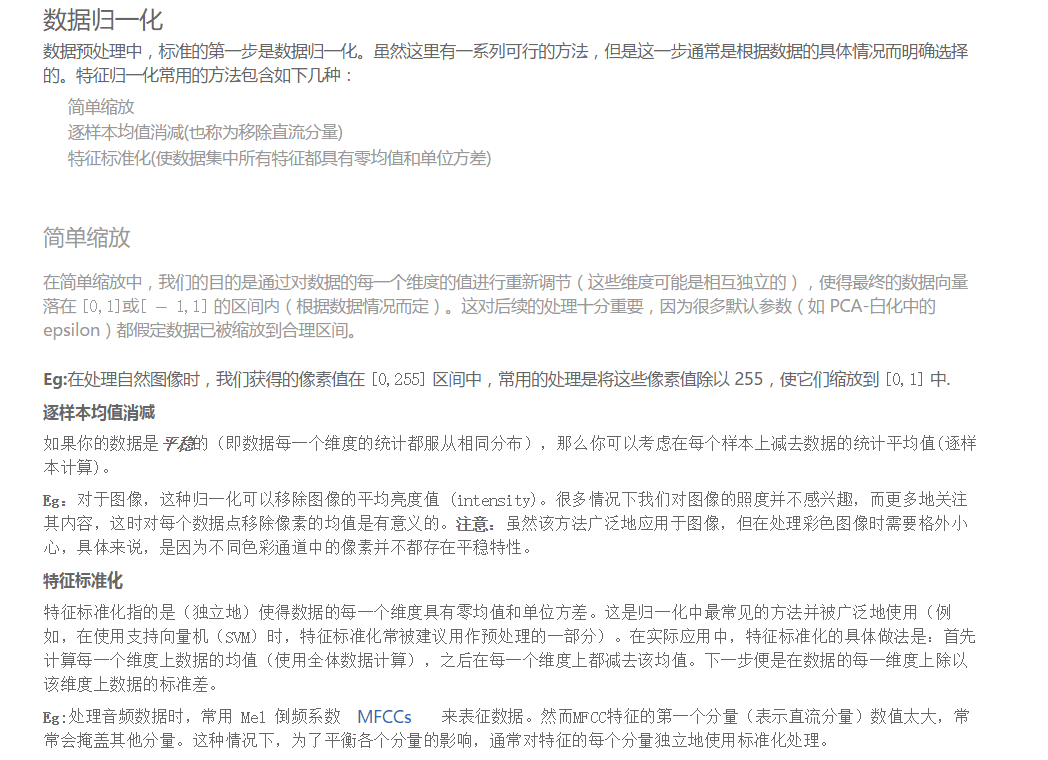 数据归一化
数据预处理中，标准的第一步是数据归一化。虽然这里有一系列可行的方法，但是这一步通常是根据数据的具体情况而明确选择
的。特征归一化常用的方法包含如下几种：
简单缩放
逐样本均值消减(也称为移除直流分量)
特征标准化(使数据集中所有特征都具有零均值和单位方差)
简单缩放
在简单缩放中，我们的目的是通过对数据的每一个维度的值进行重新调节（这些维度可能是相互独立的），使得最终的数据向量
落在 [0,1]或[ − 1,1] 的区间内（根据数据情况而定）。这对后续的处理十分重要，因为很多默认参数（如 PCA-白化中的
epsilon）都假定数据已被缩放到合理区间。
Eg:在处理自然图像时，我们获得的像素值在 [0,255] 区间中，常用的处理是将这些像素值除以 255，使它们缩放到 [0,1] 中.
逐样本均值消减
如果你的数据是平稳的（即数据每一个维度的统计都服从相同分布），那么你可以考虑在每个样本上减去数据的统计平均值(逐样
本计算)。
Eg：对于图像，这种归一化可以移除图像的平均亮度值 (intensity)。很多情况下我们对图像的照度并不感兴趣，而更多地关注
其内容，这时对每个数据点移除像素的均值是有意义的。注意：虽然该方法广泛地应用于图像，但在处理彩色图像时需要格外小
心，具体来说，是因为不同色彩通道中的像素并不都存在平稳特性。
特征标准化
特征标准化指的是（独立地）使得数据的每一个维度具有零均值和单位方差。这是归一化中最常见的方法并被广泛地使用（例
如，在使用支持向量机（SVM）时，特征标准化常被建议用作预处理的一部分）。在实际应用中，特征标准化的具体做法是：首先
计算每一个维度上数据的均值（使用全体数据计算），之后在每一个维度上都减去该均值。下一步便是在数据的每一维度上除以
该维度上数据的标准差。
Eg:处理音频数据时，常用 Mel 倒频系数 MFCCs 来表征数据。然而MFCC特征的第一个分量（表示直流分量）数值太大，常
常会掩盖其他分量。这种情况下，为了平衡各个分量的影响，通常对特征的每个分量独立地使用标准化处理。